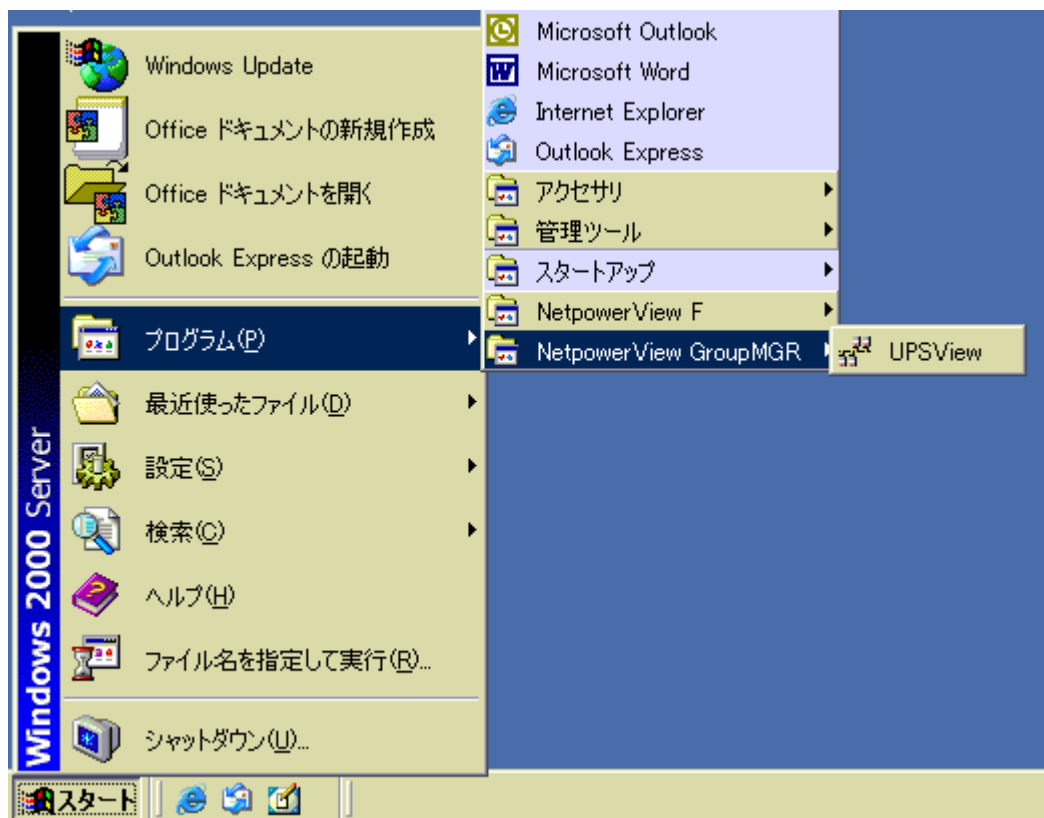 Windows Update
Office ドキュメントの新規作成
Office ドキュメントを開く
Outlook Express の起動
プログラム(P)
最近使ったファイル(D)
設定(S)
検索(C)
ヘルプ(H)
ファイル名を指定して実行(R)...
シャットダウン(U)...
Windows 2000 Server
Microsoft Outlook
Microsoft Word
Internet Explorer
Outlook Express
アクセサリ
管理ツール
スタートアップ
NetpowerView F
NetpowerView GroupMGR
UPSView
スタート